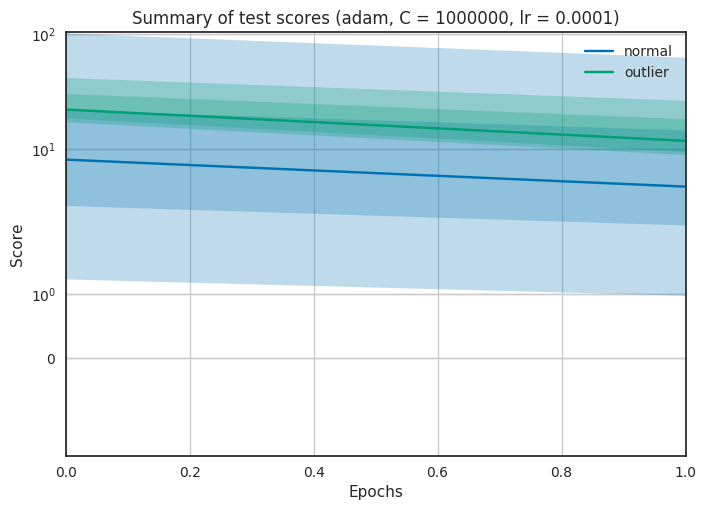 Summary of test scores (adam, C = 1000000, lr = 0.0001)
10²
normal
outlier
10¹
Score
10⁰
0
0.0 0.2 0.4 0.6 0.8 1.0
Epochs